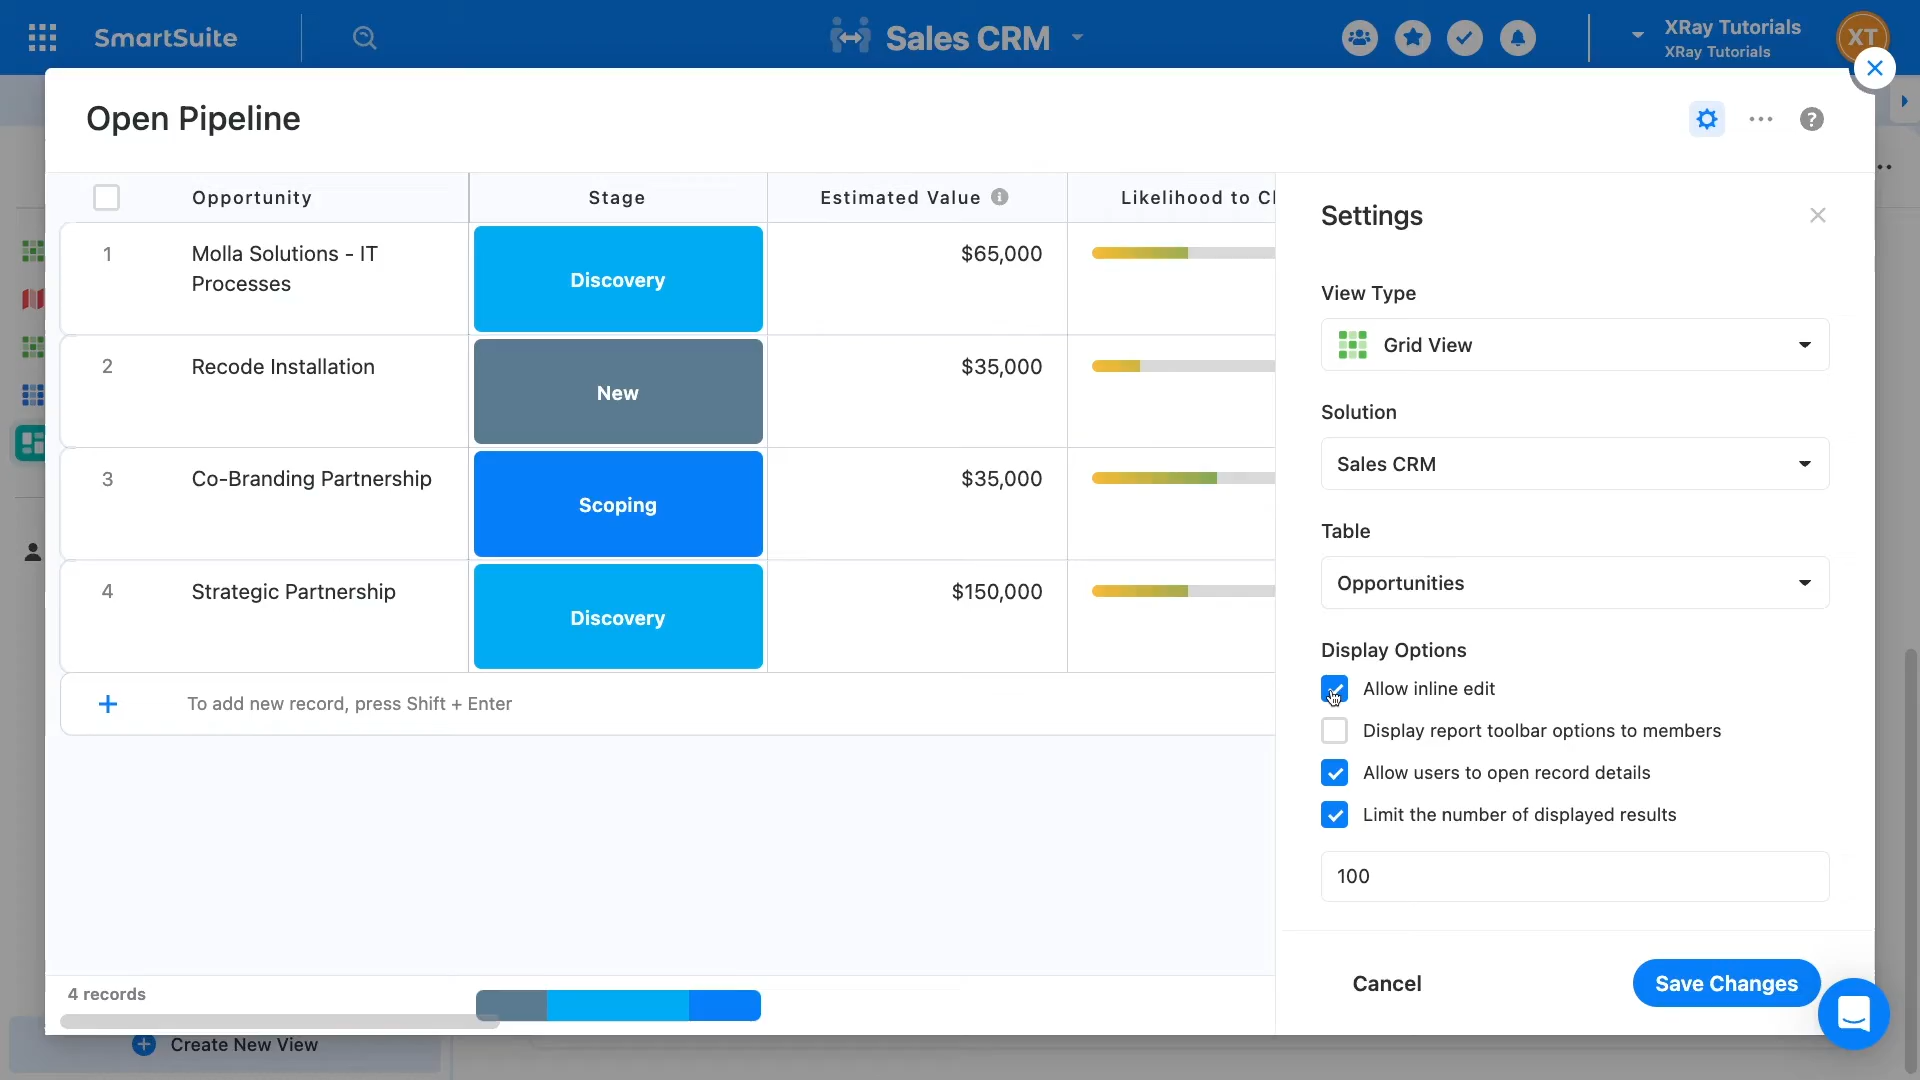 SmartSuite
Sales CRM
XRay Tutorials
XRay Tutorials
XT
Open Pipeline
?
Opportunity
Stage
Estimated Value
Likelihood to Cl
1
Molla Solutions - IT
Processes
Discovery
$65,000
2
Recode Installation
New
$35,000
3
Co-Branding Partnership
Scoping
$35,000
4
Strategic Partnership
Discovery
$150,000
To add new record, press Shift + Enter
4 records
Create New View
Settings
View Type
Grid View
Solution
Sales CRM
Table
Opportunities
Display Options
Allow inline edit
Display report toolbar options to members
Allow users to open record details
Limit the number of displayed results
100
Cancel
Save Changes